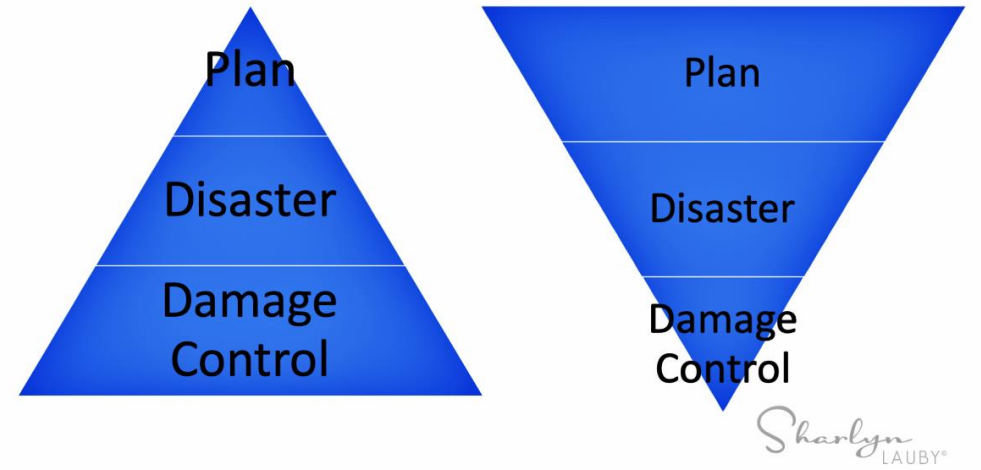 Plan
Disaster
Damage
Control
Plan
Disaster
Damage
Control
Sharlyn
LAUBY®